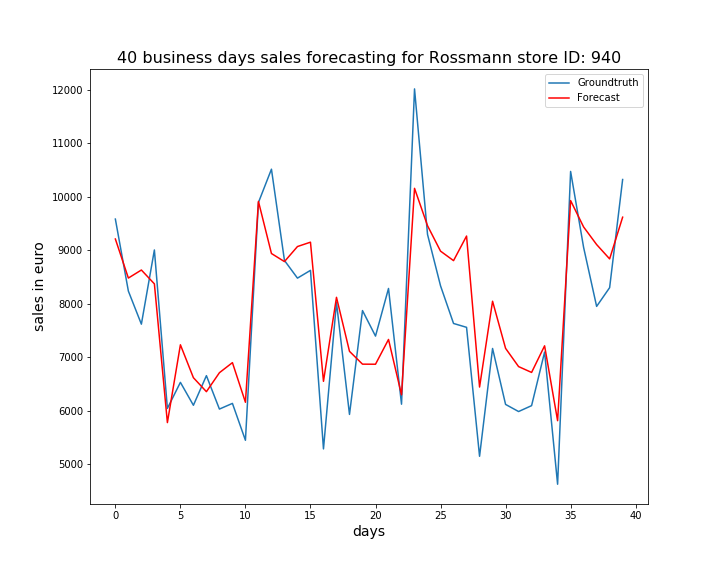 40 business days sales forecasting for Rossmann store ID: 940
Groundtruth
Forecast
12000
11000
10000
9000
8000
7000
6000
5000
sales in euro
0 5 10 15 20 25 30 35 40
days